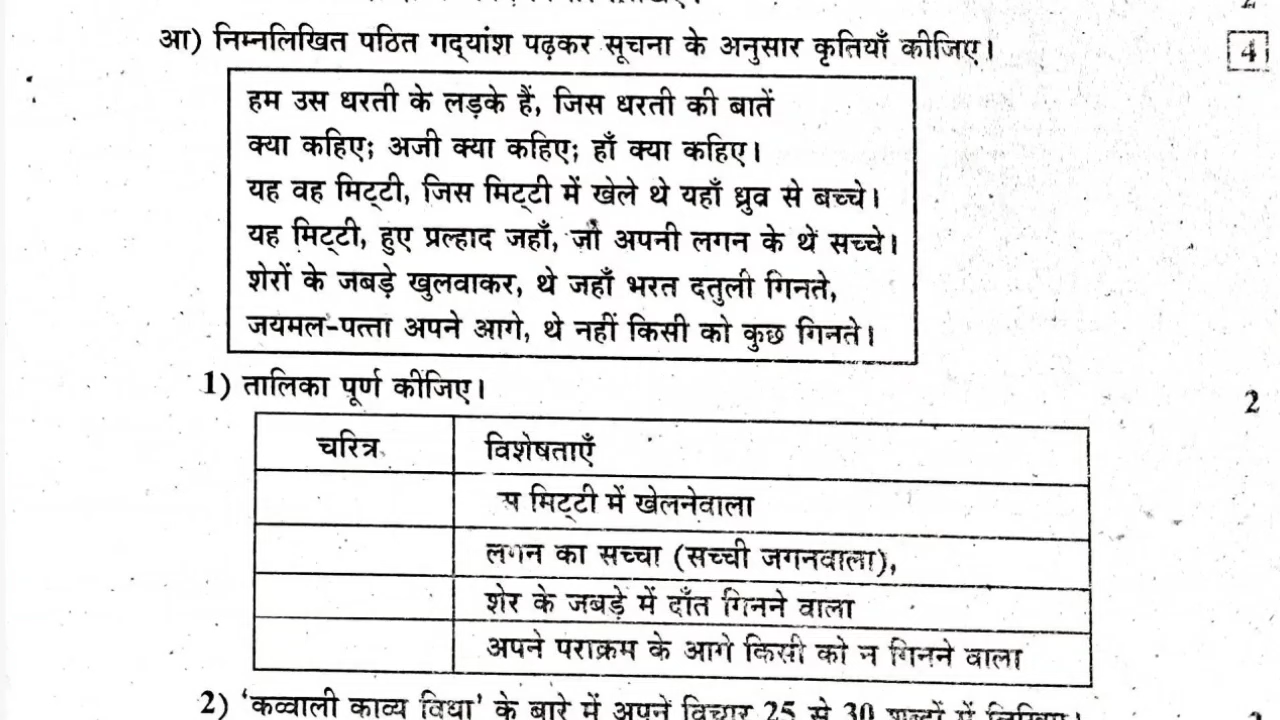 आ) निम्नलिखित पठित गद्‌यांश पढ़कर सूचना के अनुसार कृतियाँ कीजिए। 4
हम उस धरती के लड़के हैं, जिस धरती की बातें
क्या कहिए; अजी क्या कहिए; हाँ क्या कहिए।
यह वह मिट्‌टी, जिस मिट्‌टी में खेले थे यहाँ ध्रुव से बच्चे।
यह मिट्‌टी, हुए प्रल्हाद जहाँ, जो अपनी लगन के थे सच्चे।
शेरों के जबड़े खुलवाकर, थे जहाँ भरत दतुली गिनते,
जयमल-पत्ता अपने आगे, थे नहीं किसी को कुछ गिनते।
1) तालिका पूर्ण कीजिए। 2
चरित्र विशेषताएँ
मिट्‌टी में खेलनेवाला
लगन का सच्चा (सच्ची जगनवाला),
शेर के जबड़े में दाँत गिनने वाला
अपने पराक्रम के आगे किसी को न गिनने वाला
2) 'कव्वाली काव्य विधा' के बारे में अपने विचार 25 से 30 शब्दों में लिखिए।